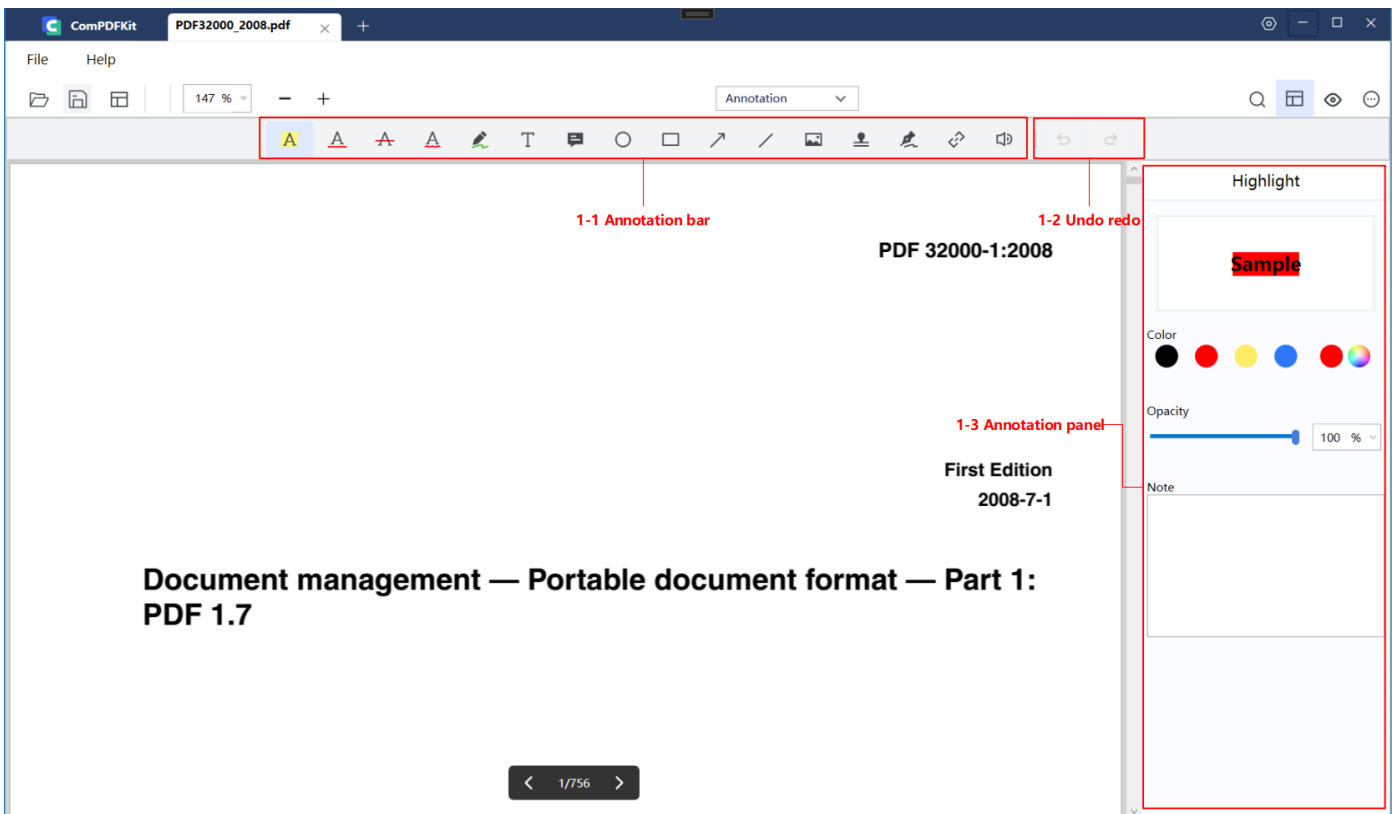 ComPDFKit
PDF32000_2008.pdf
File Help
147 %
Annotation
A A A A T
1-1 Annotation bar
1-2 Undo redo
Highlight
PDF 32000-1:2008
Sample
Color
Opacity
1-3 Annotation panel
100 %
First Edition
Note
2008-7-1
Document management — Portable document format — Part 1:
PDF 1.7
1/756